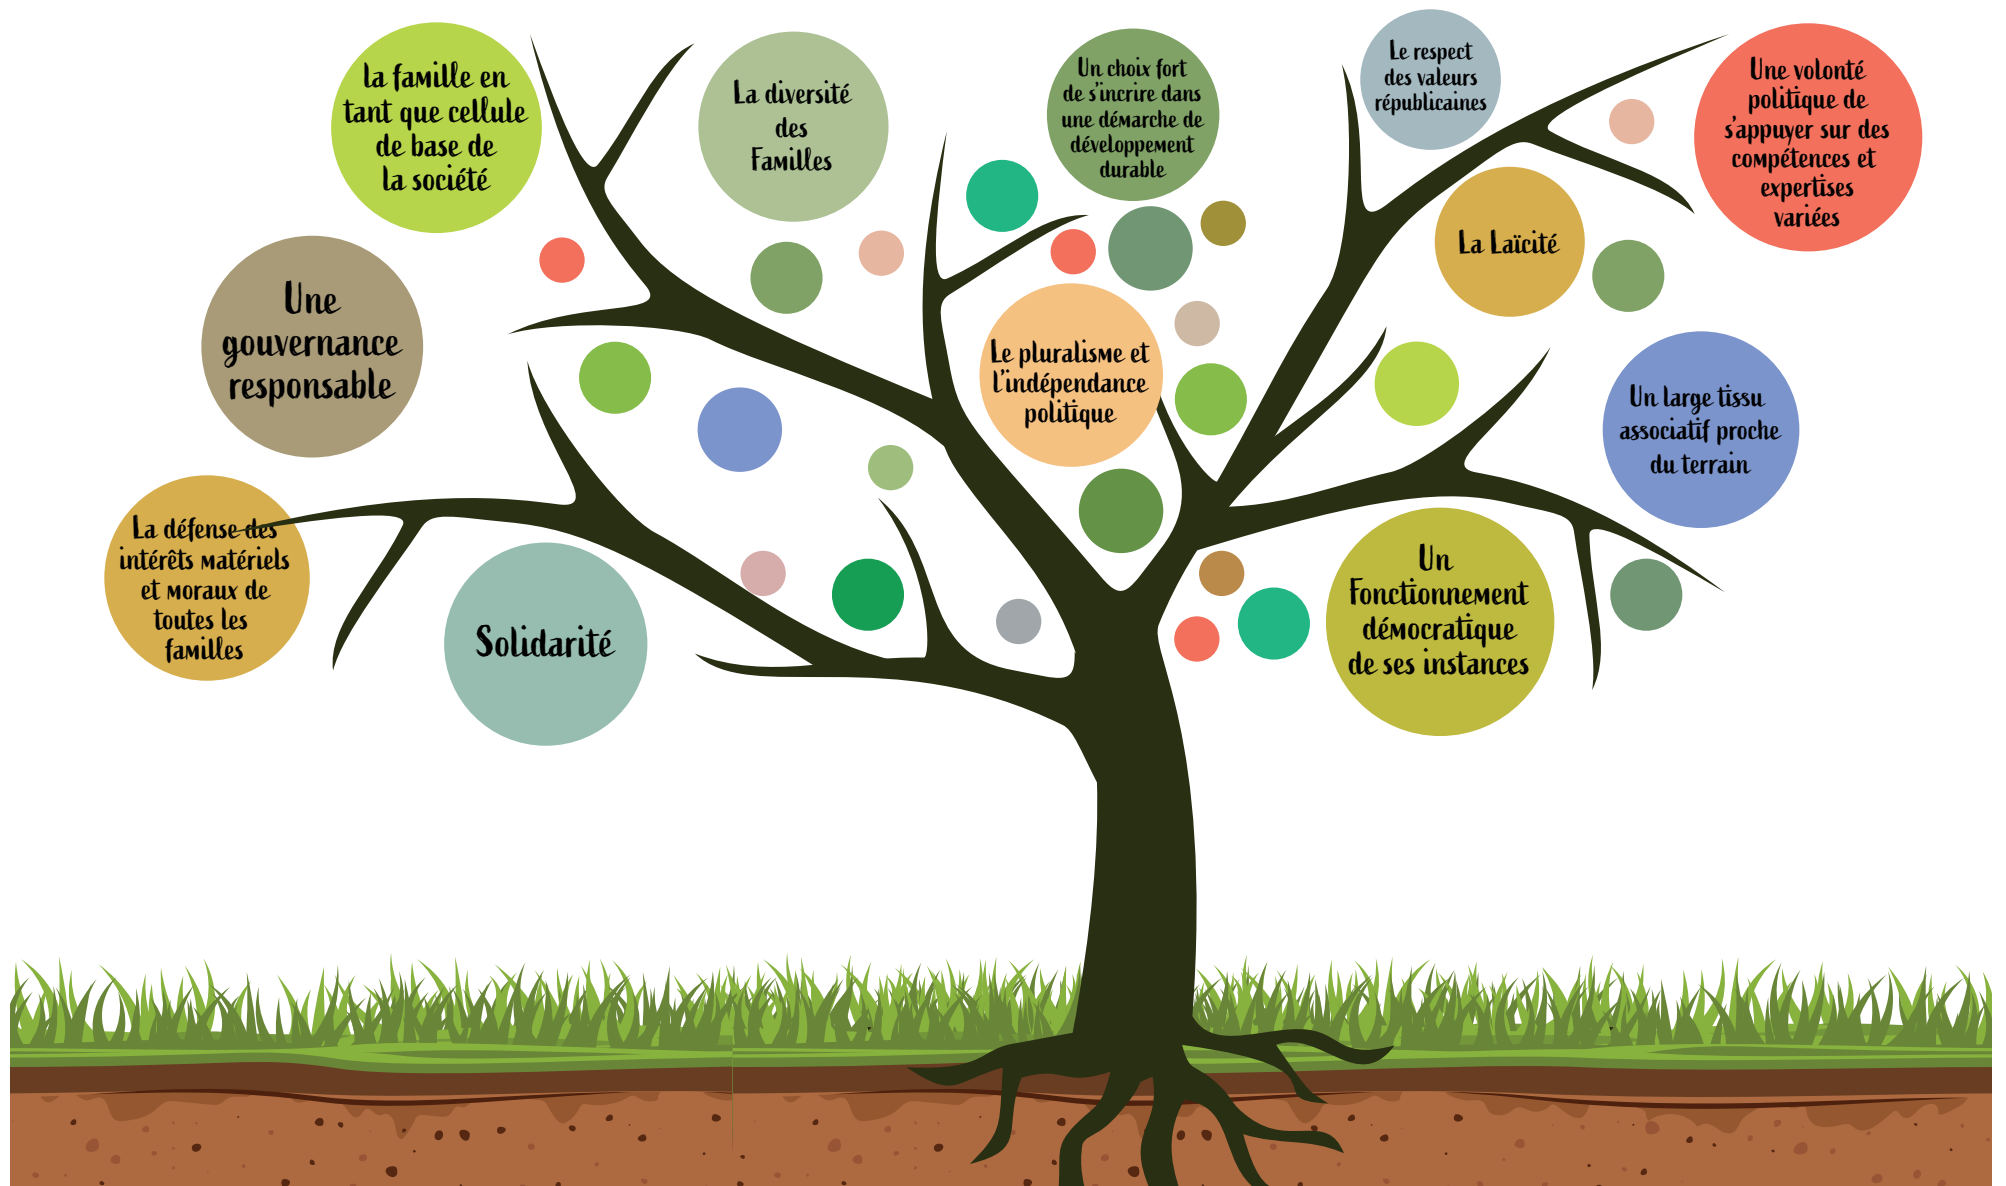 la famille en
tant que cellule
de base de
la société
La diversité
des
Familles
Un choix fort
de s'incrire dans
une démarche de
développement
durable
Le respect
des valeurs
républicaines
Une volonté
politique de
s'appuyer sur des
compétences et
expertises
variées
La Laïcité
Une
gouvernance
responsable
Le pluralisme et
l'indépendance
politique
Un large tissu
associatif proche
du terrain
La défense des
intérêts matériels
et moraux de
toutes les
familles
Solidarité
Un
Fonctionnement
démocratique
de ses instances